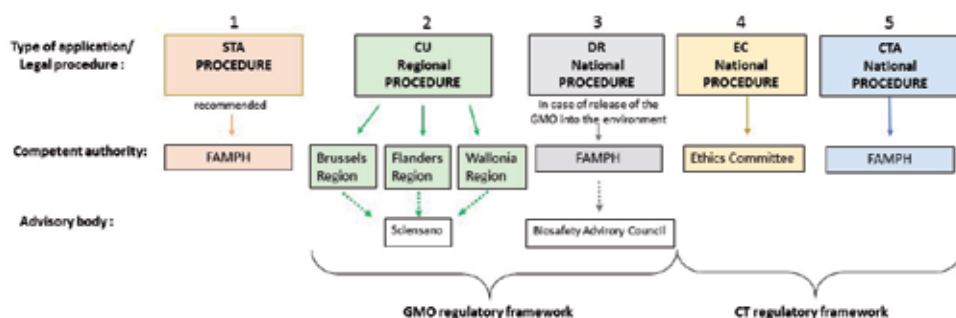 1 2 3 4 5
Type of application/
Legal procedure :
STA
PROCEDURE
CU
Regional
PROCEDURE
DR
National
PROCEDURE
EC
National
PROCEDURE
CTA
National
PROCEDURE
recommended
In case of release of the
GMO into the environment
Competent authority:
FAMPH
Brussels
Region
Flanders
Region
Wallonia
Region
FAMPH
Ethics Committee
FAMPH
Advisory body :
Sciensano
Biosafety Advirory Council
GMO regulatory framework
CT regulatory framework